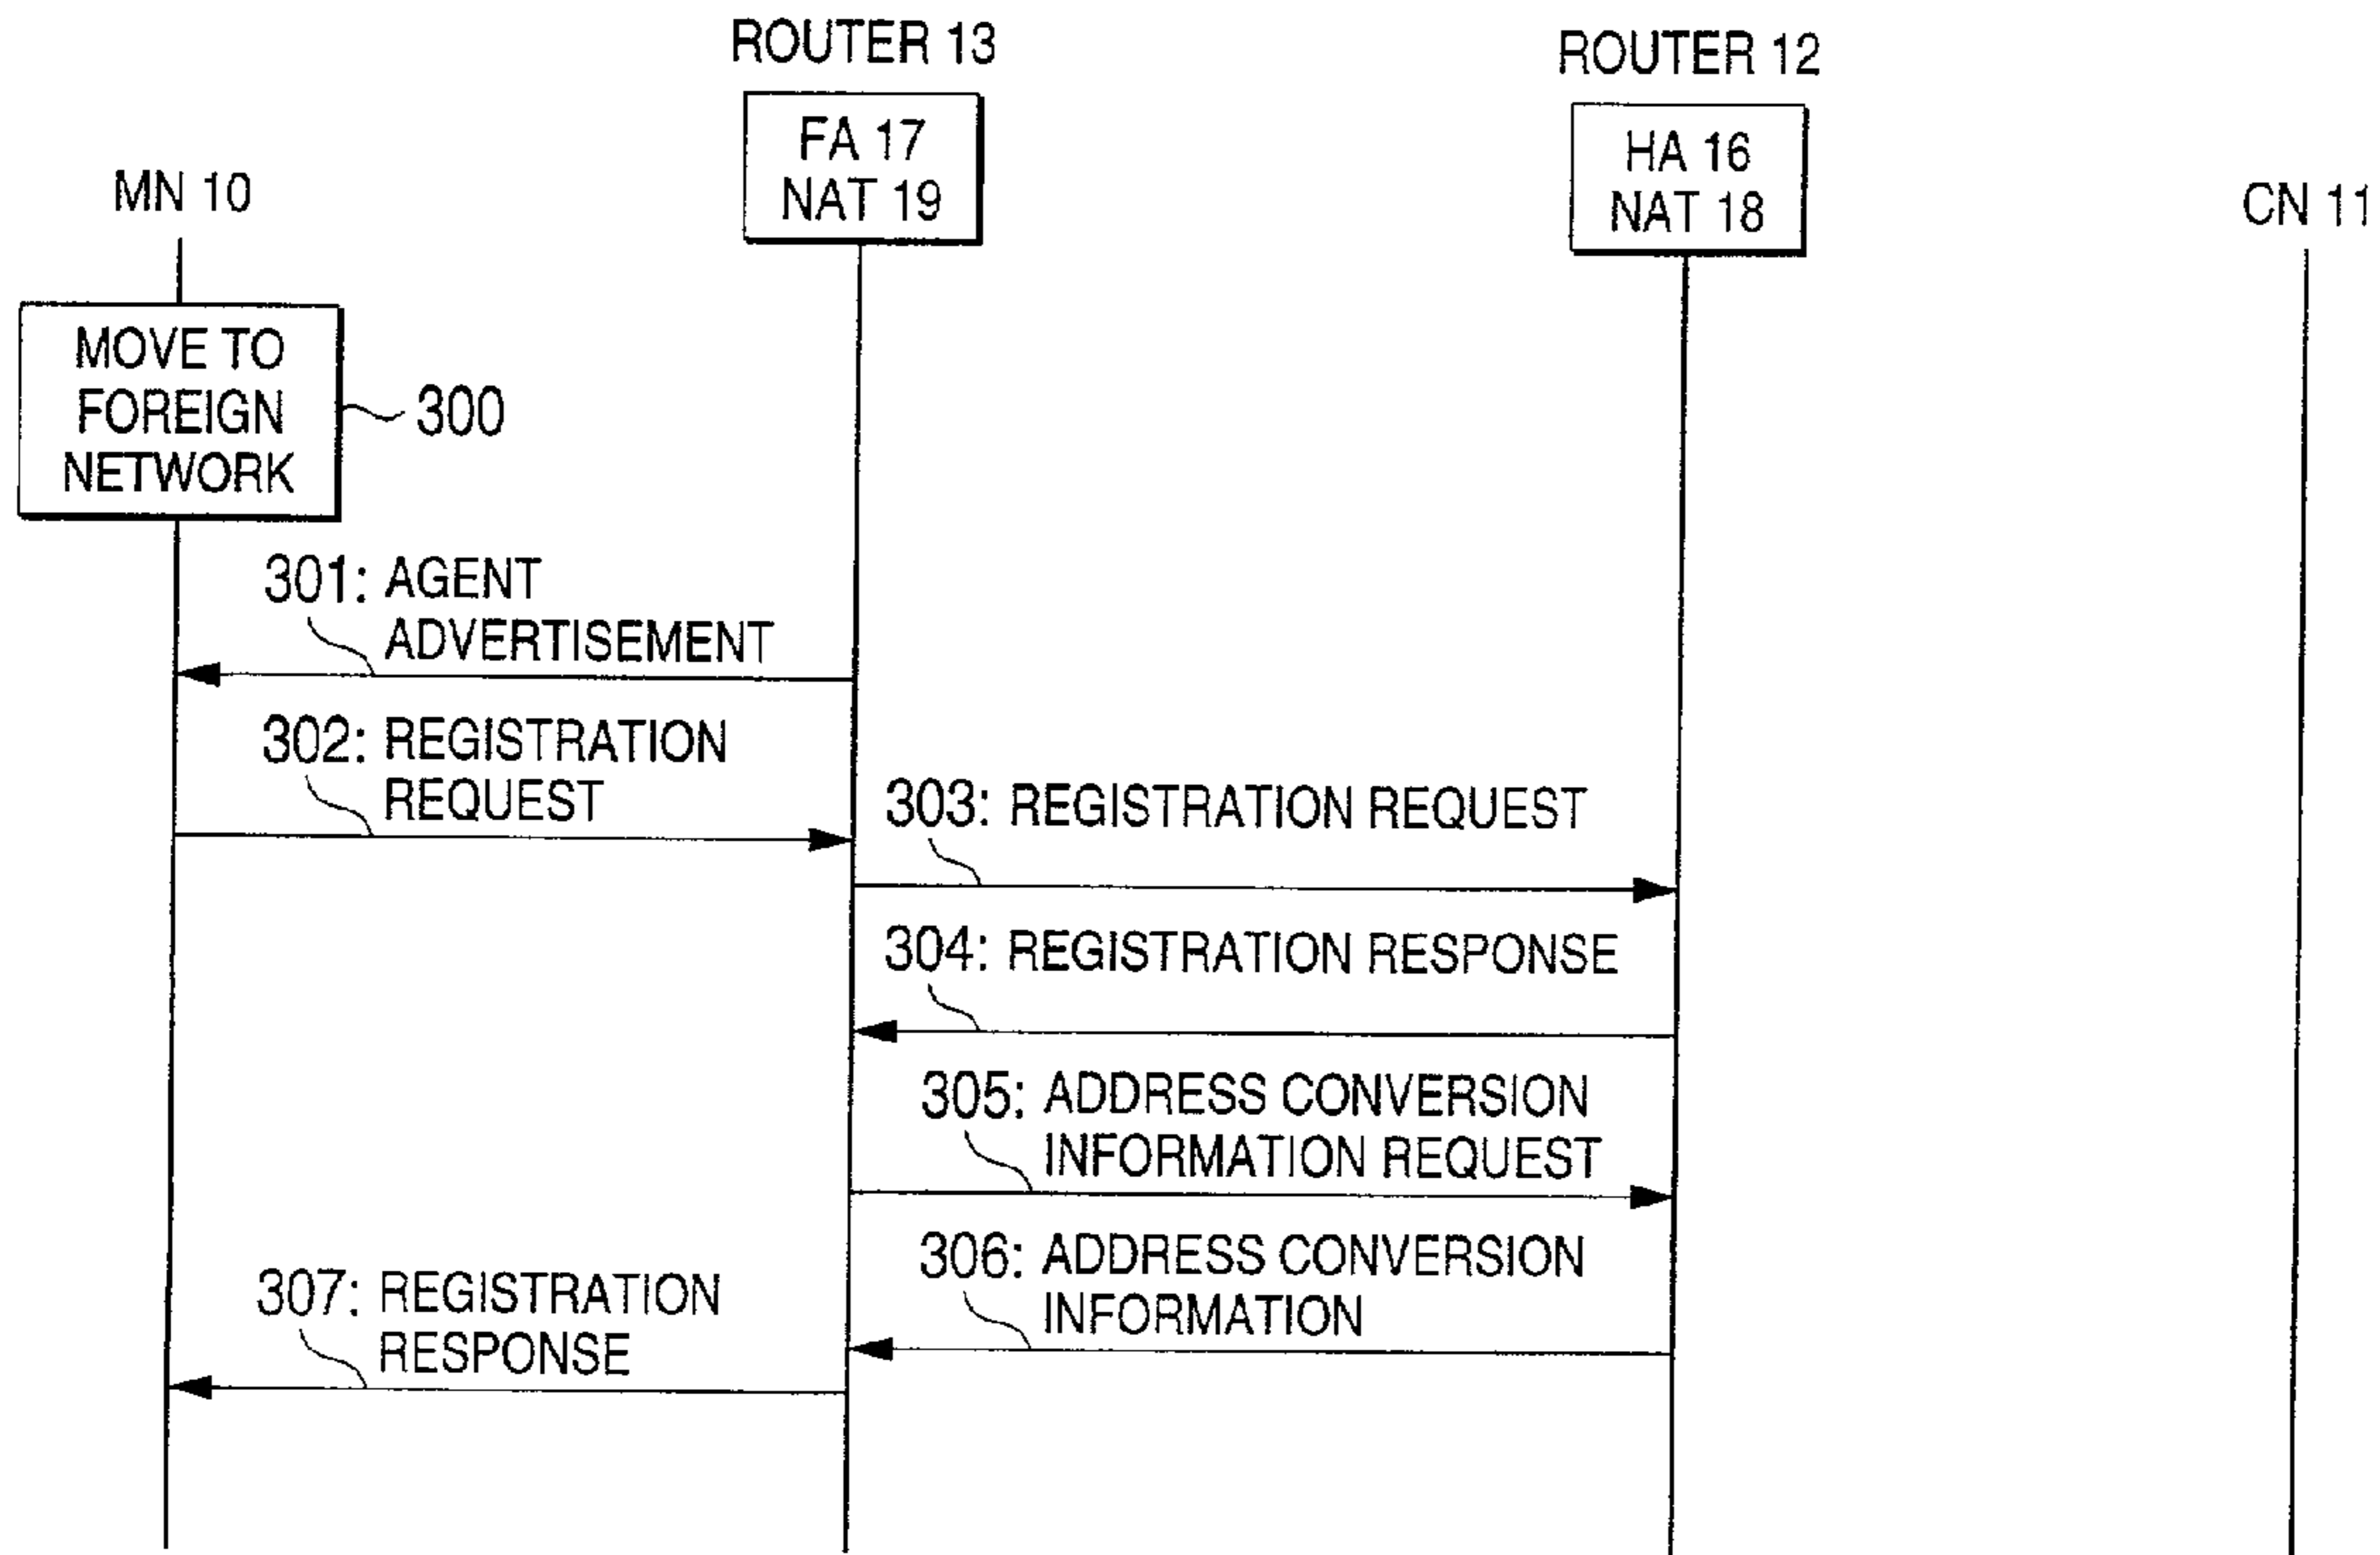 ROUTER 13
ROUTER 12
FA 17
NAT 19
HA 16
NAT 18
MN 10
CN 11
MOVE TO
FOREIGN
NETWORK
300
301: AGENT
ADVERTISEMENT
302: REGISTRATION
REQUEST
303: REGISTRATION REQUEST
304: REGISTRATION RESPONSE
305: ADDRESS CONVERSION
INFORMATION REQUEST
306: ADDRESS CONVERSION
INFORMATION
307: REGISTRATION
RESPONSE